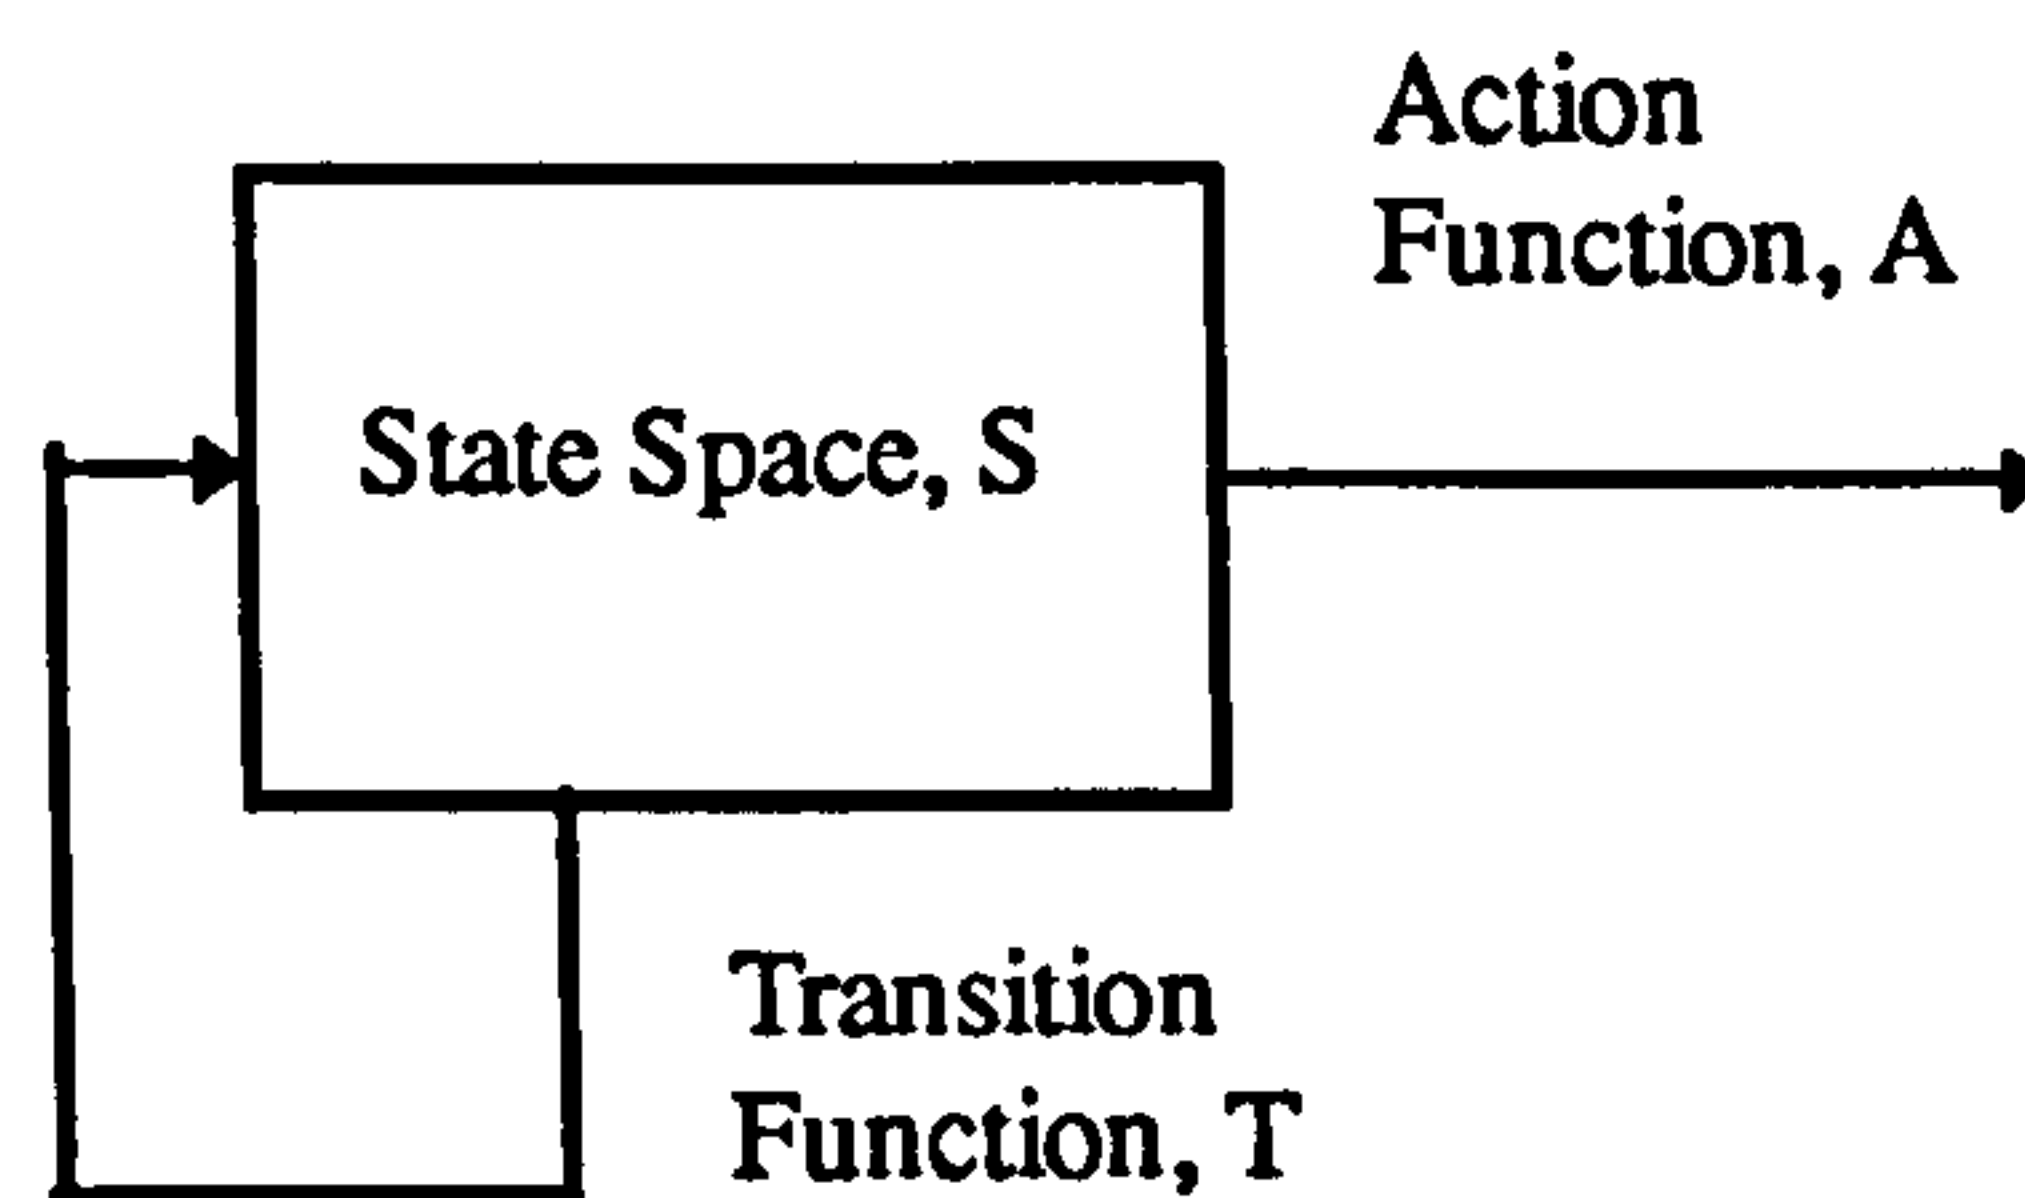 Action
Function, A
State Space, S
Transition
Function, T